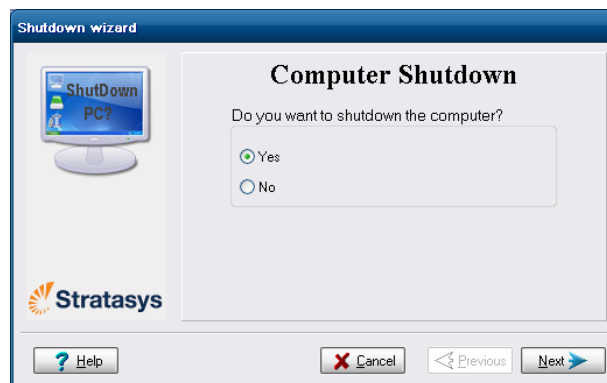 Shutdown wizard
ShutDown
PC?
Computer Shutdown
Do you want to shutdown the computer?
Yes
No
Stratasys
? Help
Cancel
Previous
Next